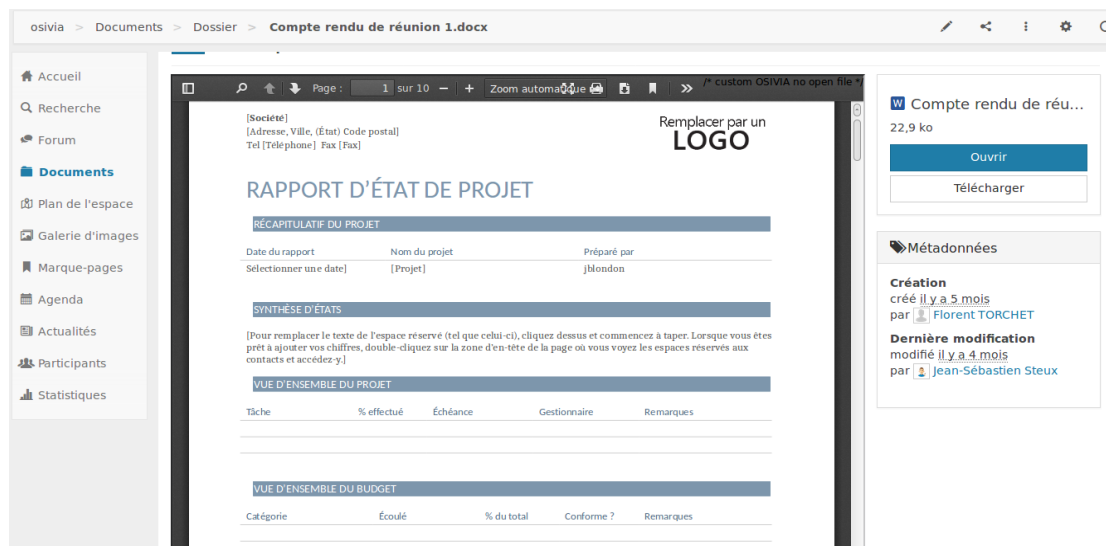 osivia > Documents > Dossier > Compte rendu de réunion 1.docx
Accueil
Recherche
Forum
Documents
Plan de l'espace
Galerie d'images
Marque-pages
Agenda
Actualités
Participants
Statistiques
Page : 1 sur 10 Zoom automatique /* custom OSIVIA no open file */
[Société]
[Adresse, Ville, (État) Code postal]
Tel [Téléphone] Fax [Fax]
Remplacer par un
LOGO
RAPPORT D'ÉTAT DE PROJET
RÉCAPITULATIF DU PROJET
Date du rapport Nom du projet Préparé par
Sélectionner une date] [Projet] jblondon
SYNTHÈSE D'ÉTATS
[Pour remplacer le texte de l'espace réservé (tel que celui-ci), cliquez dessus et commencez à taper. Lorsque vous êtes
prêt à ajouter vos chiffres, double-cliquez sur la zone d'en-tête de la page où vous voyez les espaces réservés aux
contacts et accédez-y.]
VUE D'ENSEMBLE DU PROJET
Tâche % effectué Échéance Gestionnaire Remarques
VUE D'ENSEMBLE DU BUDGET
Catégorie Écoulé % du total Conforme ? Remarques
W Compte rendu de réu...
22,9 ko
Ouvrir
Télécharger
Métadonnées
Création
créé il y a 5 mois
par Florent TORCHET
Dernière modification
modifié il y a 4 mois
par Jean-Sébastien Steux